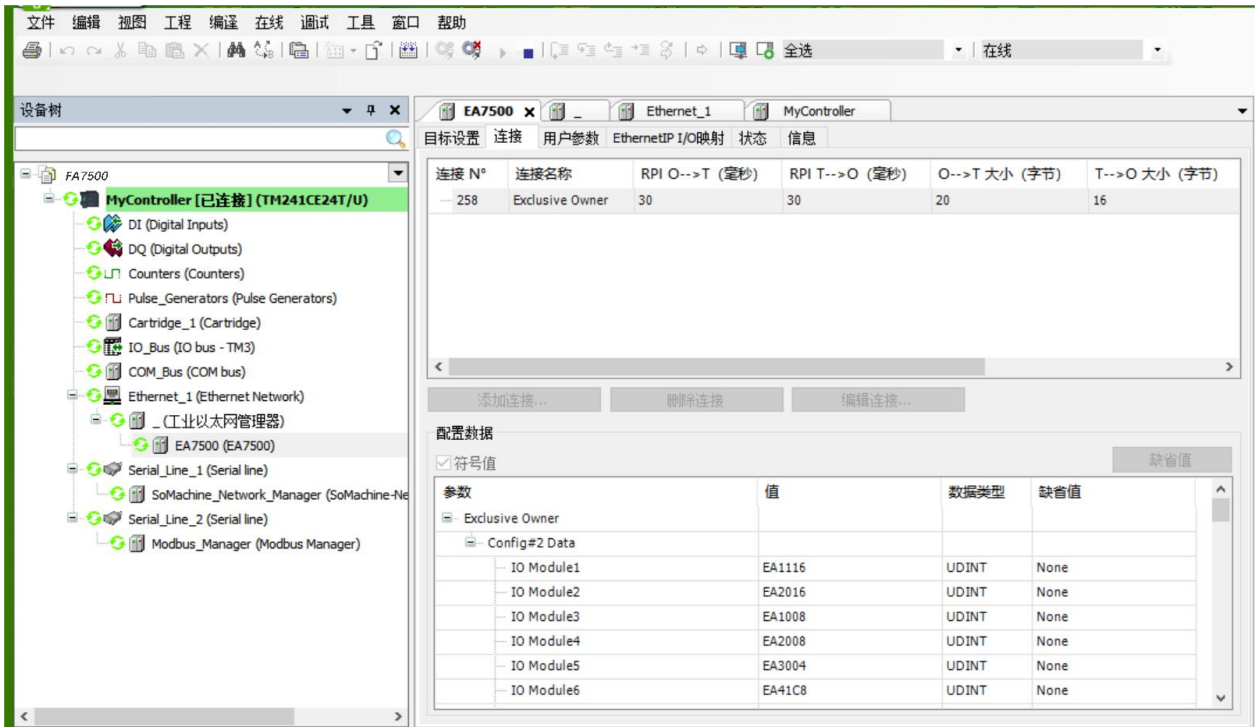 文件 编辑 视图 工程 编译 在线 调试 工具 窗口 帮助
全选 在线
设备树
EA7500 _ Ethernet_1 MyController
目标设置 连接 用户参数 EthernetIP I/O映射 状态 信息
FA7500
MyController [已连接] (TM241CE24T/U)
DI (Digital Inputs)
DQ (Digital Outputs)
Counters (Counters)
Pulse_Generators (Pulse Generators)
Cartridge_1 (Cartridge)
IO_Bus (IO bus - TM3)
COM_Bus (COM bus)
Ethernet_1 (Ethernet Network)
_ (工业以太网管理器)
EA7500 (EA7500)
Serial_Line_1 (Serial line)
SoMachine_Network_Manager (SoMachine-Ne
Serial_Line_2 (Serial line)
Modbus_Manager (Modbus Manager)
连接 N° 连接名称 RPI O-->T (毫秒) RPI T-->O (毫秒) O-->T 大小 (字节) T-->O 大小 (字节)
258 Exclusive Owner 30 30 20 16
添加连接... 删除连接 编辑连接...
配置数据
符号值 缺省值
参数 值 数据类型 缺省值
Exclusive Owner
Config#2 Data
IO Module1 EA1116 UDINT None
IO Module2 EA2016 UDINT None
IO Module3 EA1008 UDINT None
IO Module4 EA2008 UDINT None
IO Module5 EA3004 UDINT None
IO Module6 EA41C8 UDINT None